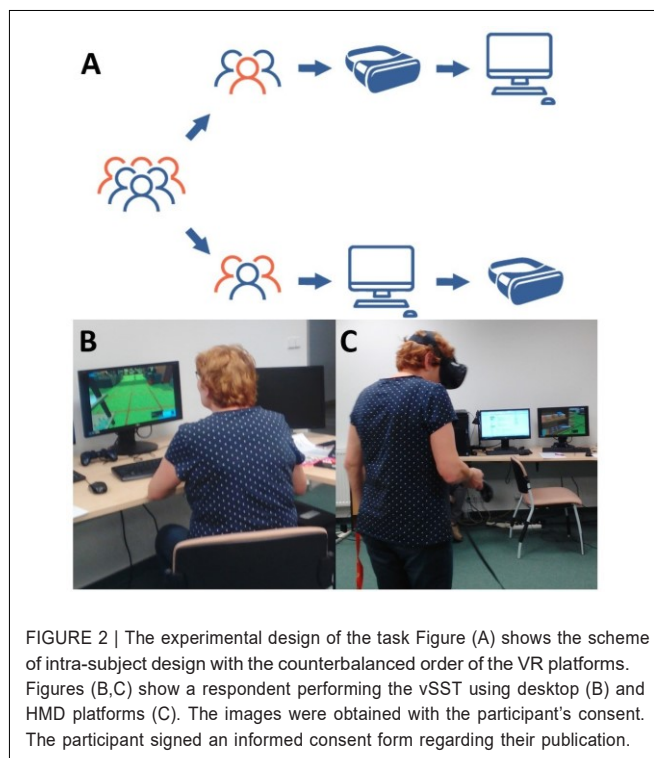 A
B
C
FIGURE 2 | The experimental design of the task Figure (A) shows the scheme
of intra-subject design with the counterbalanced order of the VR platforms.
Figures (B,C) show a respondent performing the vSST using desktop (B) and
HMD platforms (C). The images were obtained with the participant's consent.
The participant signed an informed consent form regarding their publication.